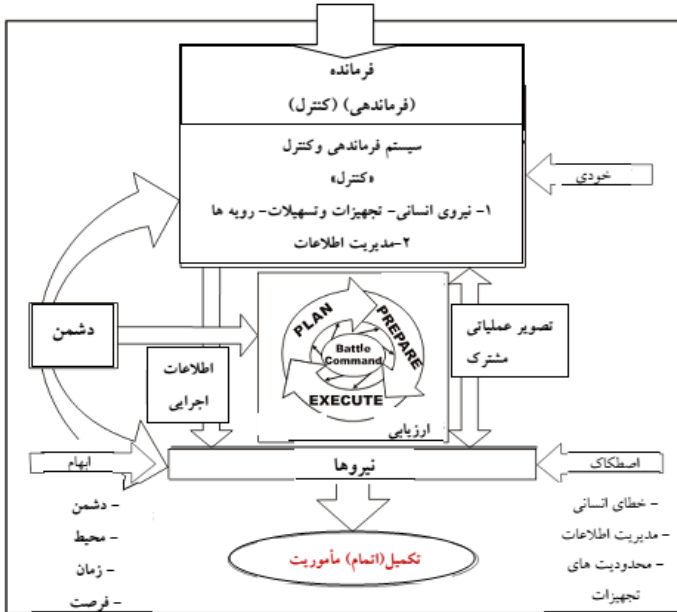 فرمانده
(فرماندهی) (کنترل)
سیستم فرماندهی وکنترل
«کنترل»
۱- نیروی انسانی- تجهیزات وتسهیلات- رویه ها
۲-مدیریت اطلاعات
خودی
دشمن
PLAN
PREPARE
Battle
Command
EXECUTE
ارزیابی
تصویر عملیاتی
مشترک
اطلاعات
اجرایی
نیروها
ابهام
- دشمن
- محیط
- زمان
- فرصت
اصطکاک
- خطای انسانی
- مدیریت اطلاعات
- محدودیت های
تجهیزات
تکمیل(اتمام) مأموریت